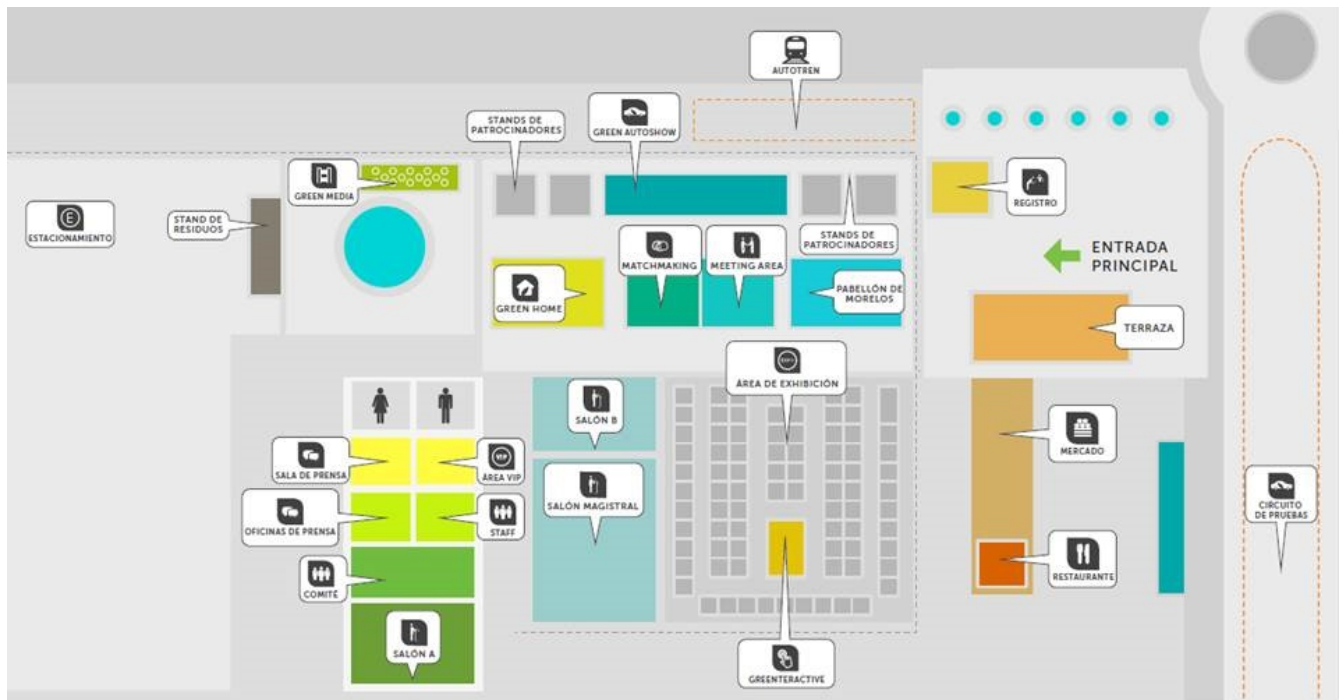 AUTOTREN
STANDS DE
PATROCINADORES
GREEN AUTOSHOW
GREEN MEDIA
REGISTRO
E
ESTACIONAMIENTO
STAND DE
RESIDUOS
STANDS DE
PATROCINADORES
ENTRADA
PRINCIPAL
MATCHMAKING
MEETING AREA
GREEN HOME
PABELLÓN DE
MORELOS
TERRAZA
ÁREA DE EXHIBICIÓN
SALÓN B
MERCADO
SALA DE PRENSA
VIP
ÁREA VIP
SALÓN MAGISTRAL
CIRCUITO
DE PRUEBAS
OFICINAS DE PRENSA
STAFF
RESTAURANTE
COMITÉ
SALÓN A
GREENTERACTIVE